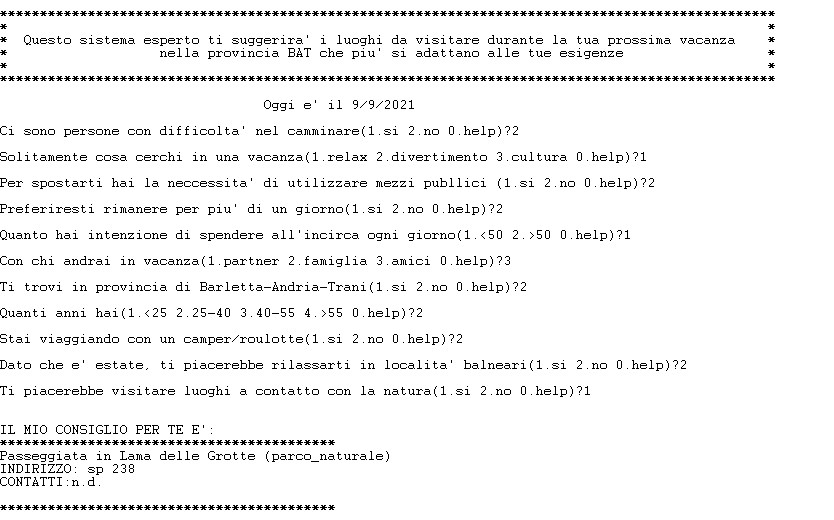 *************************************************************************************************
* *
* Questo sistema esperto ti suggerira' i luoghi da visitare durante la tua prossima vacanza *
* nella provincia BAT che piu' si adattano alle tue esigenze *
* *
*************************************************************************************************
Oggi e' il 9/9/2021
Ci sono persone con difficolta' nel camminare(1.si 2.no 0.help)?2
Solitamente cosa cerchi in una vacanza(1.relax 2.divertimento 3.cultura 0.help)?1
Per spostarti hai la neccessita' di utilizzare mezzi publlici (1.si 2.no 0.help)?2
Preferiresti rimanere per piu' di un giorno(1.si 2.no 0.help)?2
Quanto hai intenzione di spendere all'incirca ogni giorno(1.<50 2.>50 0.help)?1
Con chi andrai in vacanza(1.partner 2.famiglia 3.amici 0.help)?3
Ti trovi in provincia di Barletta-Andria-Trani(1.si 2.no 0.help)?2
Quanti anni hai(1.<25 2.25-40 3.40-55 4.>55 0.help)?2
Stai viaggiando con un camper/roulotte(1.si 2.no 0.help)?2
Dato che e' estate, ti piacerebbe rilassarti in localita' balneari(1.si 2.no 0.help)?2
Ti piacerebbe visitare luoghi a contatto con la natura(1.si 2.no 0.help)?1
IL MIO CONSIGLIO PER TE E':
******************************************
Passeggiata in Lama delle Grotte (parco_naturale)
INDIRIZZO: sp 238
CONTATTI:n.d.
******************************************